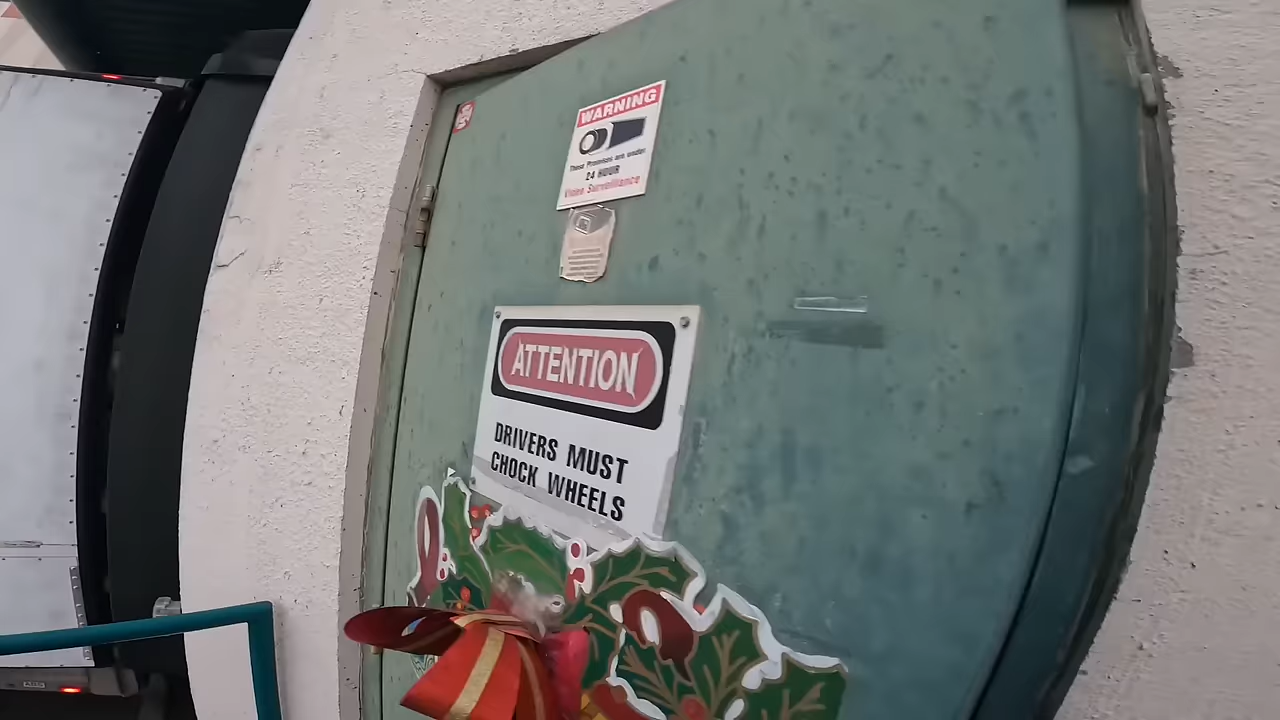 WARNING
These Premises are under
24 HOUR
Video Surveillance
ATTENTION
DRIVERS MUST
CHOCK WHEELS